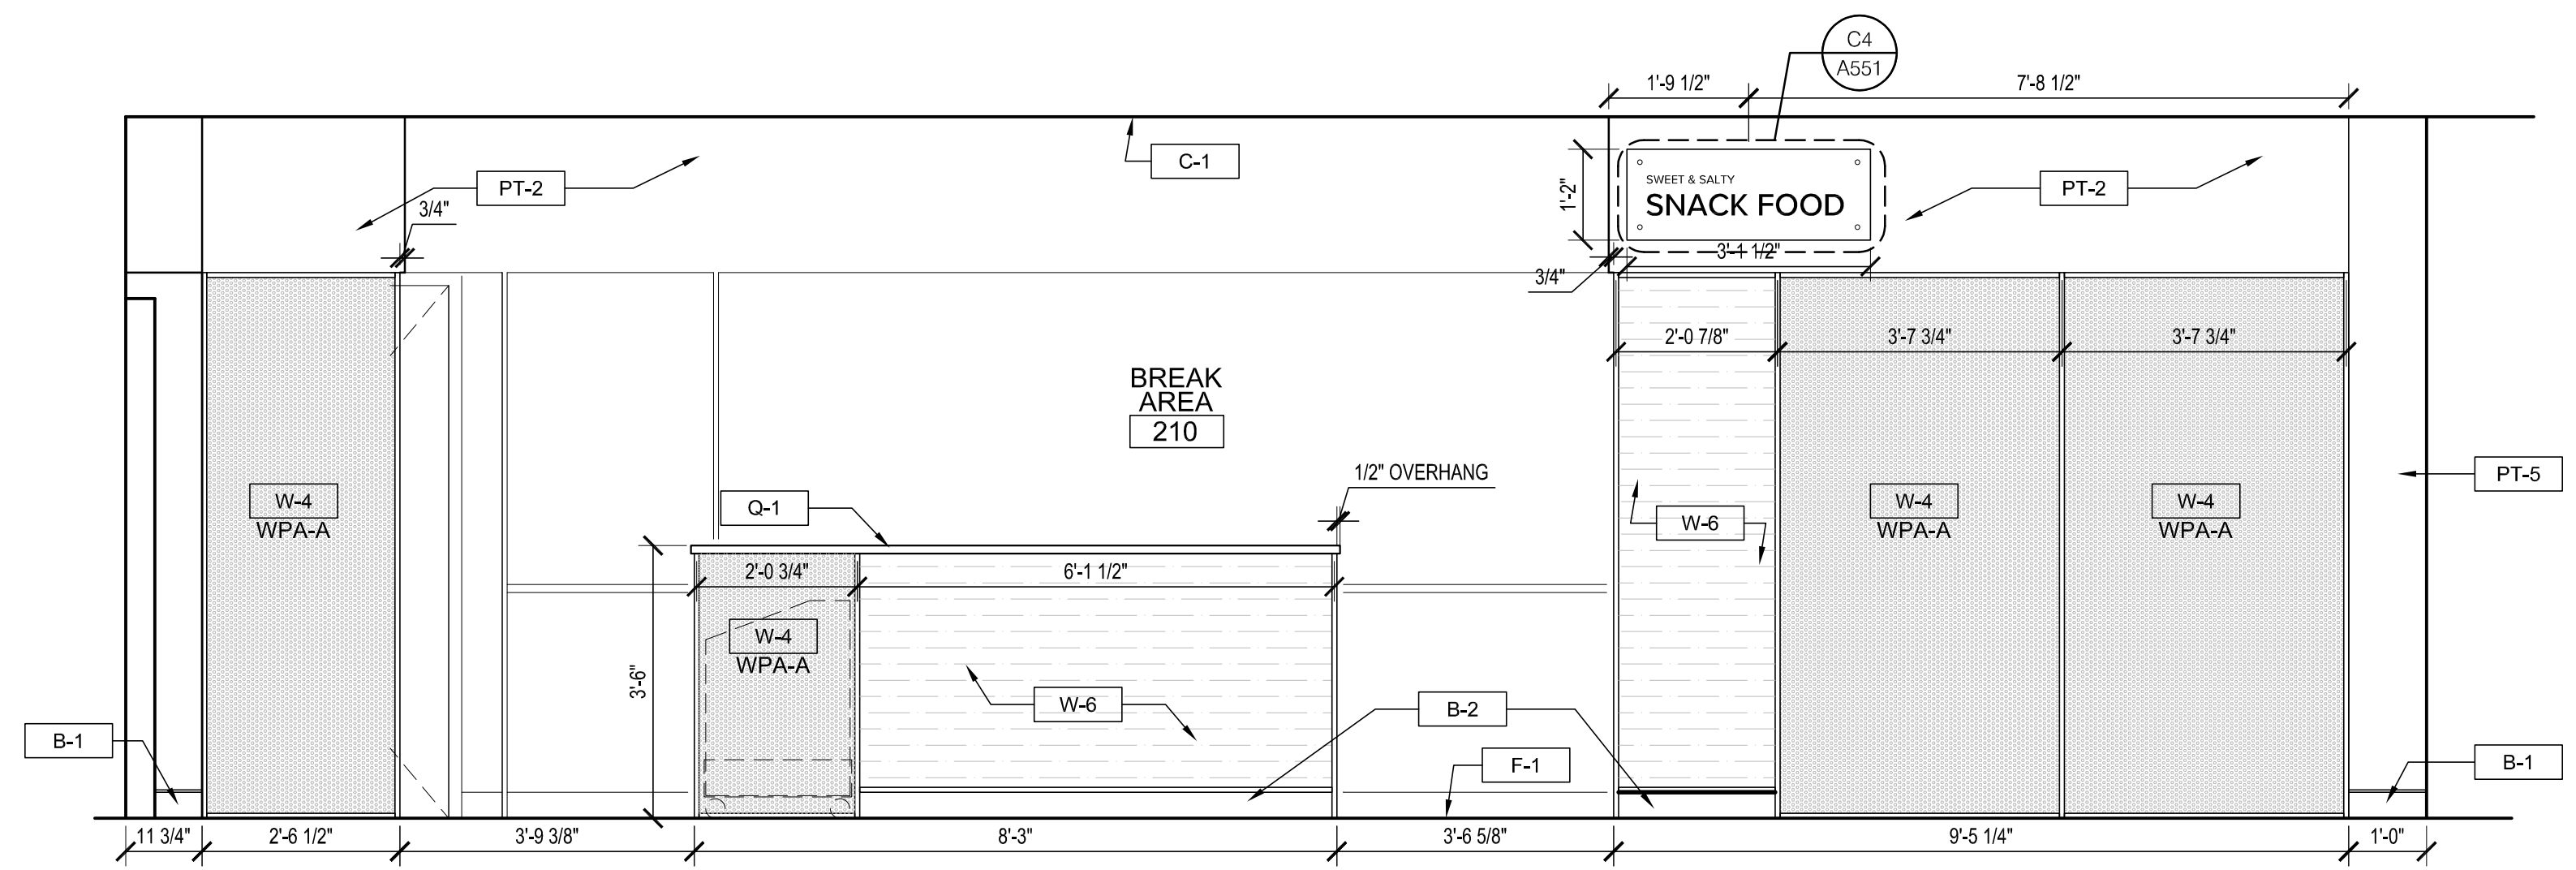 C4
A551
1'-9 1/2"
7'-8 1/2"
C-1
PT-2
3/4"
1'-2"
SWEET & SALTY
SNACK FOOD
PT-2
3'-1 1/2"
3/4"
2'-0 7/8"
3'-7 3/4"
3'-7 3/4"
BREAK
AREA
210
1/2" OVERHANG
PT-5
W-4
WPA-A
Q-1
W-6
W-4
WPA-A
W-4
WPA-A
2'-0 3/4"
6'-1 1/2"
W-4
WPA-A
3'-6"
W-6
B-2
B-1
F-1
B-1
11 3/4"
2'-6 1/2"
3'-9 3/8"
8'-3"
3'-6 5/8"
9'-5 1/4"
1'-0"